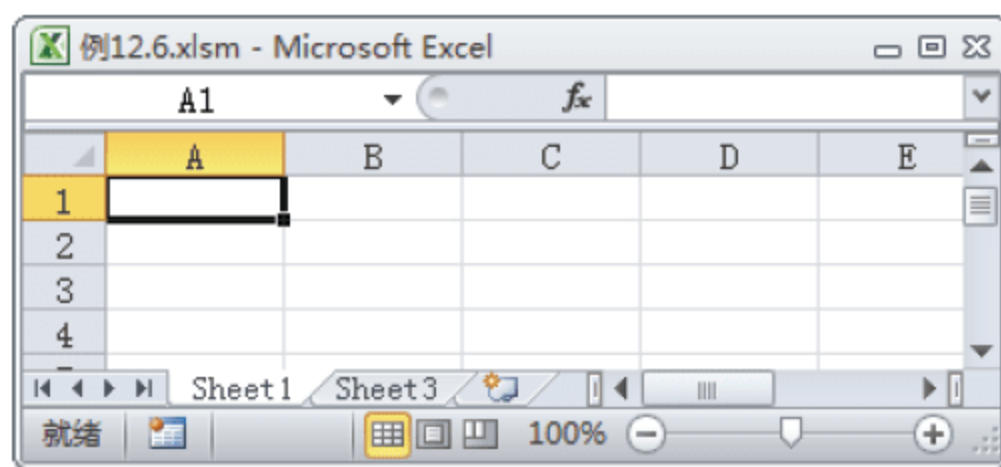 例12.6.xlsm - Microsoft Excel
A1 fx
A B C D E
1
2
3
4
Sheet1 Sheet3
就绪 100%